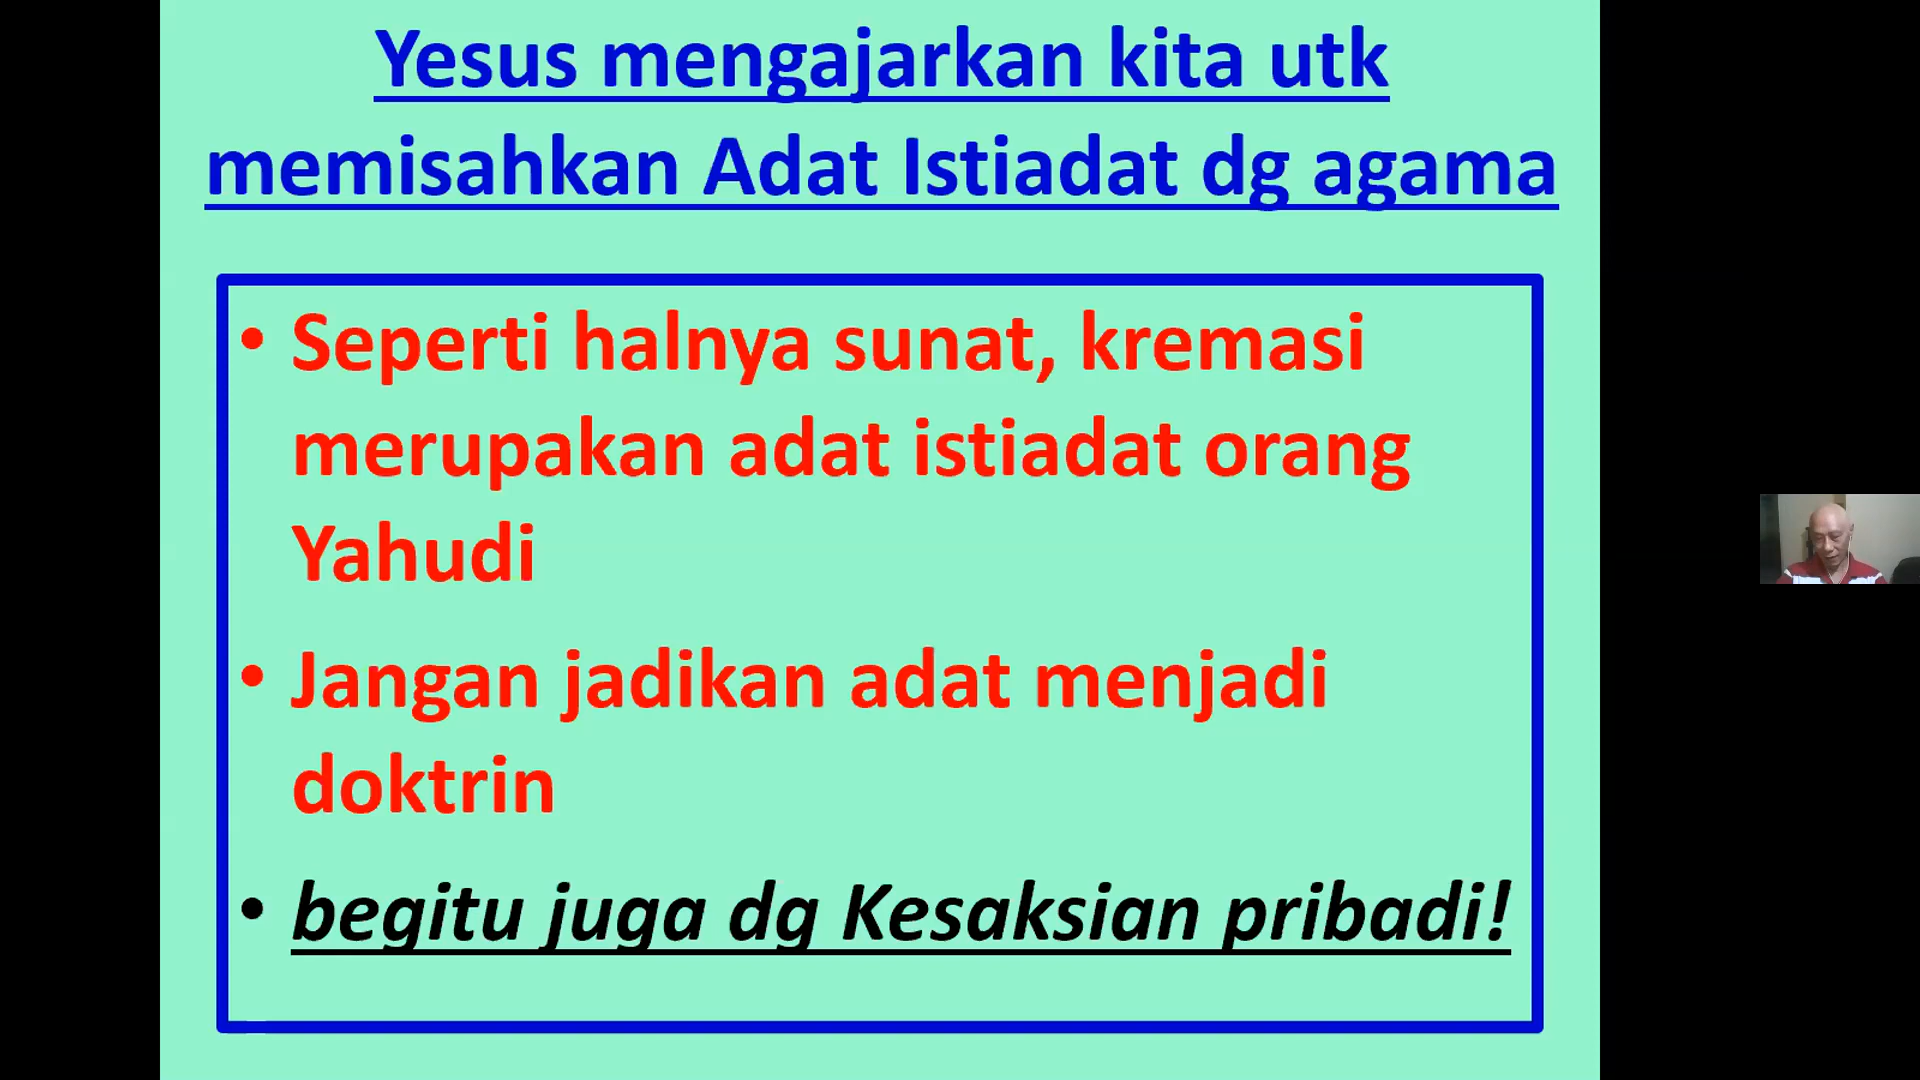 Yesus mengajarkan kita utk
memisahkan Adat Istiadat dg agama
• Seperti halnya sunat, kremasi
merupakan adat istiadat orang
Yahudi
• Jangan jadikan adat menjadi
doktrin
• begitu juga dg Kesaksian pribadi!